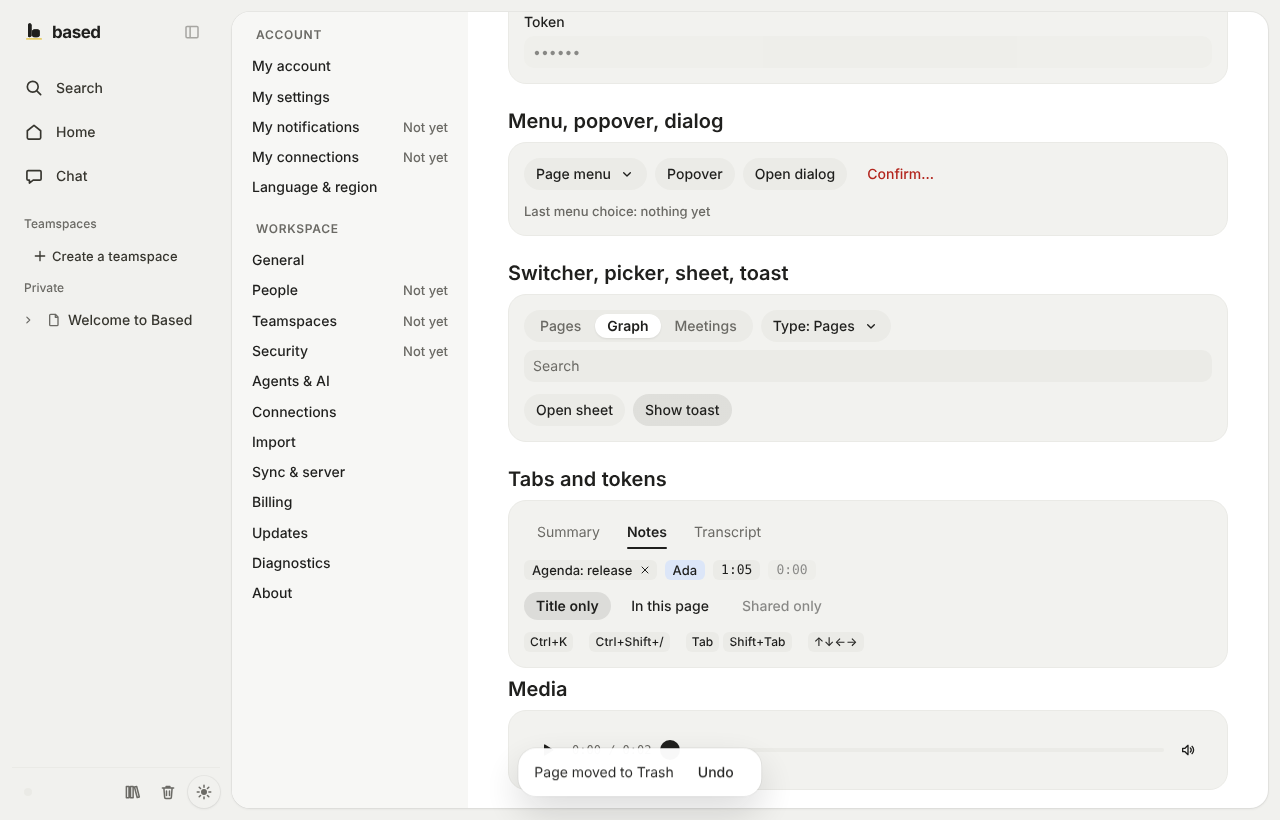 based
Search
Home
Chat
Teamspaces
Create a teamspace
Private
Welcome to Based
ACCOUNT
My account
My settings
My notifications Not yet
My connections Not yet
Language & region
WORKSPACE
General
People Not yet
Teamspaces Not yet
Security Not yet
Agents & AI
Connections
Import
Sync & server
Billing
Updates
Diagnostics
About
Token
Menu, popover, dialog
Page menu Popover Open dialog Confirm...
Last menu choice: nothing yet
Switcher, picker, sheet, toast
Pages Graph Meetings Type: Pages
Search
Open sheet Show toast
Tabs and tokens
Summary Notes Transcript
Agenda: release × Ada 1:05 0:00
Title only In this page Shared only
Ctrl+K Ctrl+Shift+/ Tab Shift+Tab ↑↓←→
Media
Page moved to Trash Undo